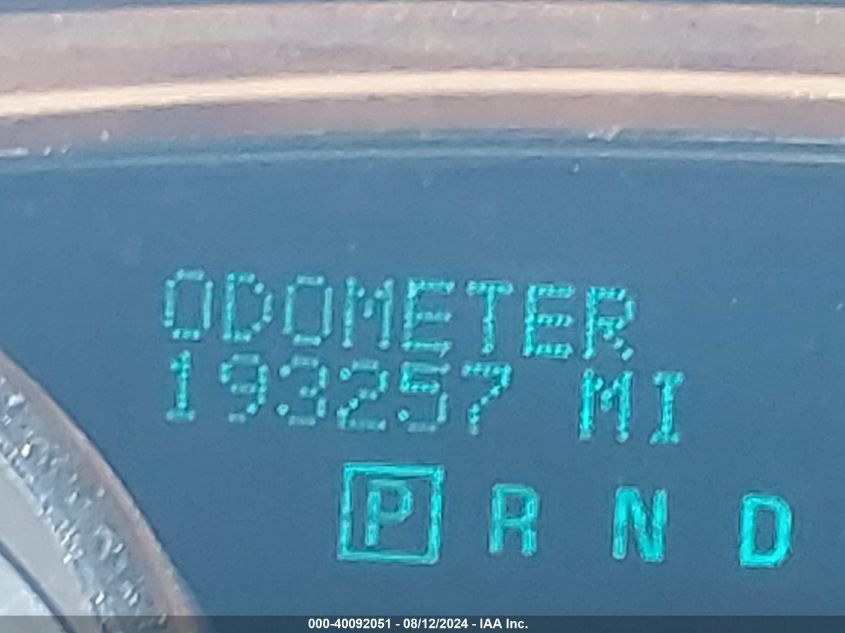 ODOMETER
193257 MI
P R N D
000-40092051 - 08/12/2024 - IAA Inc.